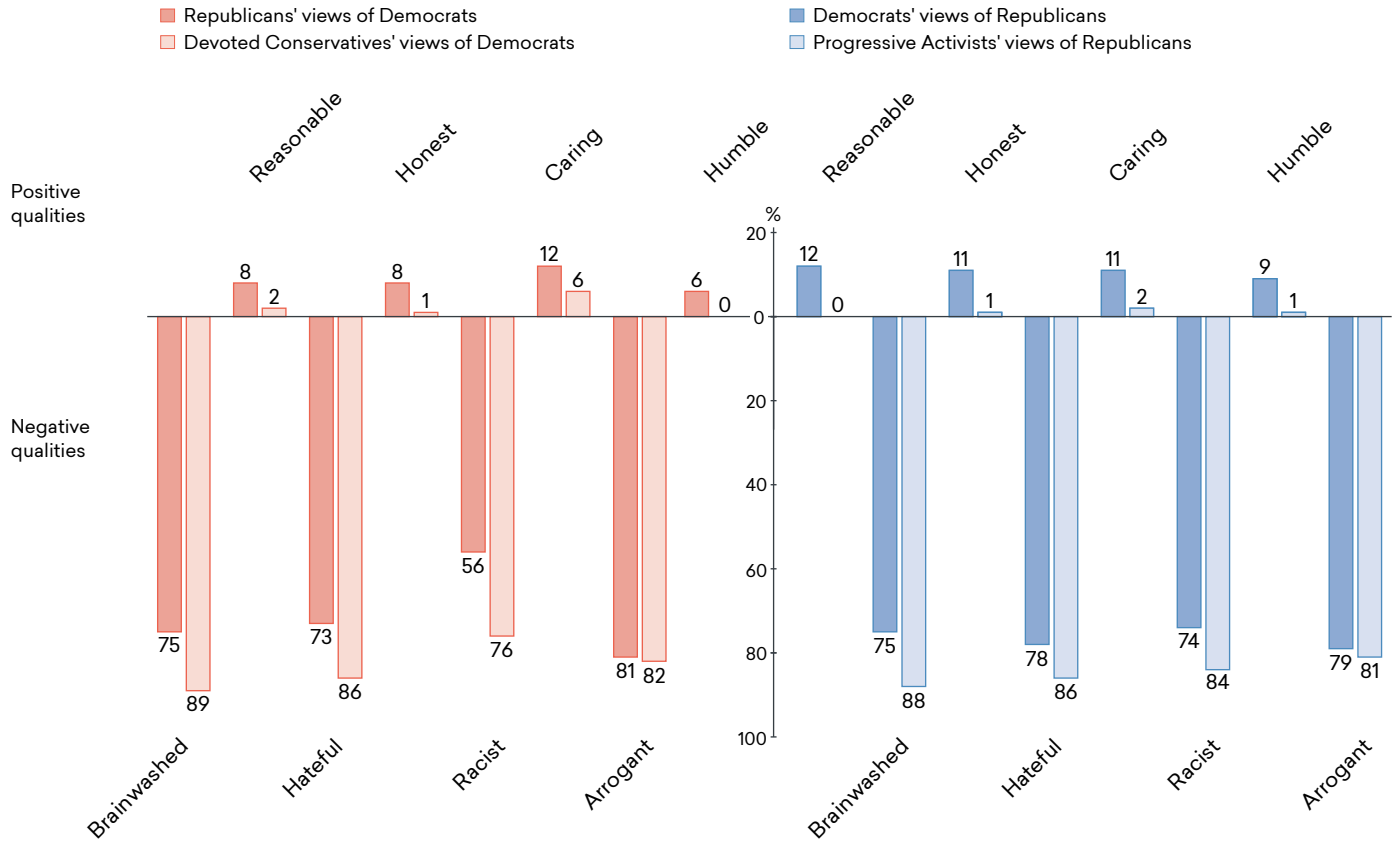 Republicans' views of Democrats
Devoted Conservatives' views of Democrats
Democrats' views of Republicans
Progressive Activists' views of Republicans
Reasonable
Honest
Caring
Humble
Reasonable
Honest
Caring
Humble
Positive
qualities
%
20
0
20
40
60
80
100
8
2
8
1
12
6
6
0
12
0
11
1
11
2
9
1
Negative
qualities
75
89
73
86
56
76
81
82
75
88
78
86
74
84
79
81
Brainwashed
Hateful
Racist
Arrogant
Brainwashed
Hateful
Racist
Arrogant